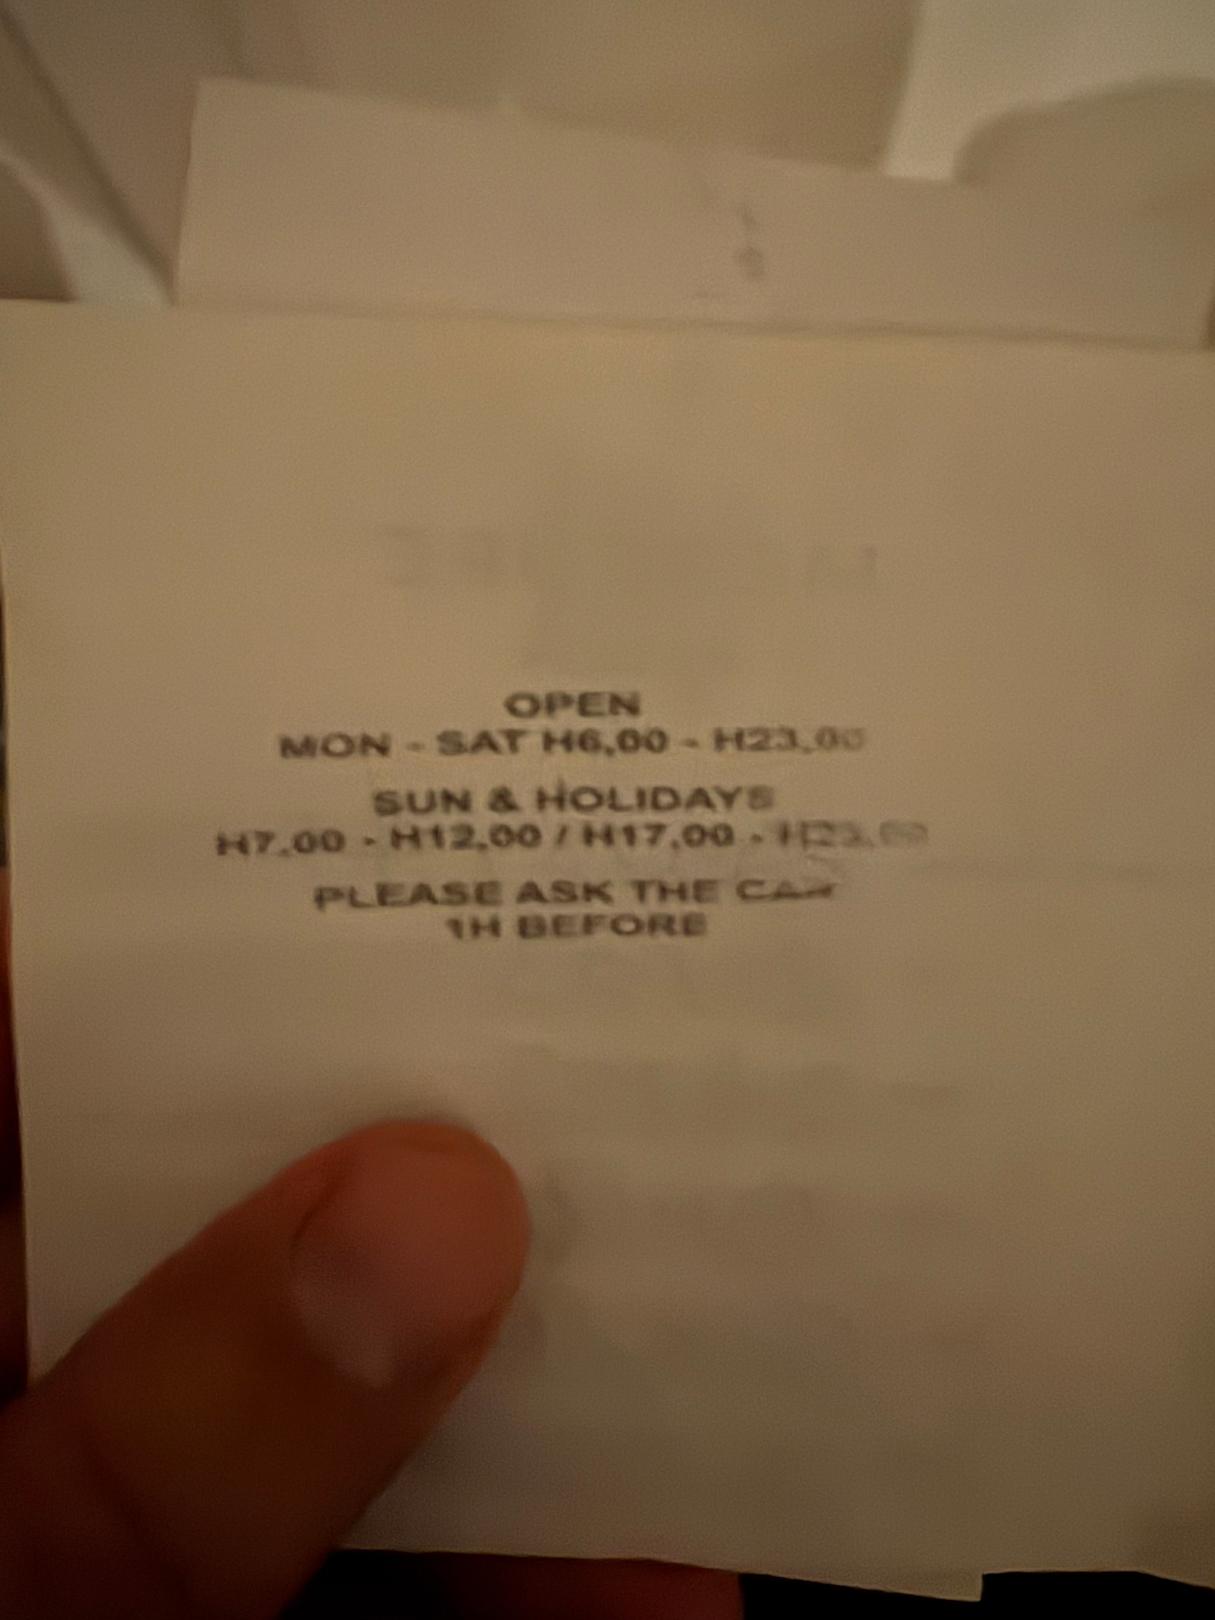 OPEN
MON - SAT H6,00 - H23,00
SUN & HOLIDAYS
H7.00 - H12,00 / H17,00 -
PLEASE ASK THE CAR
1H BEFORE